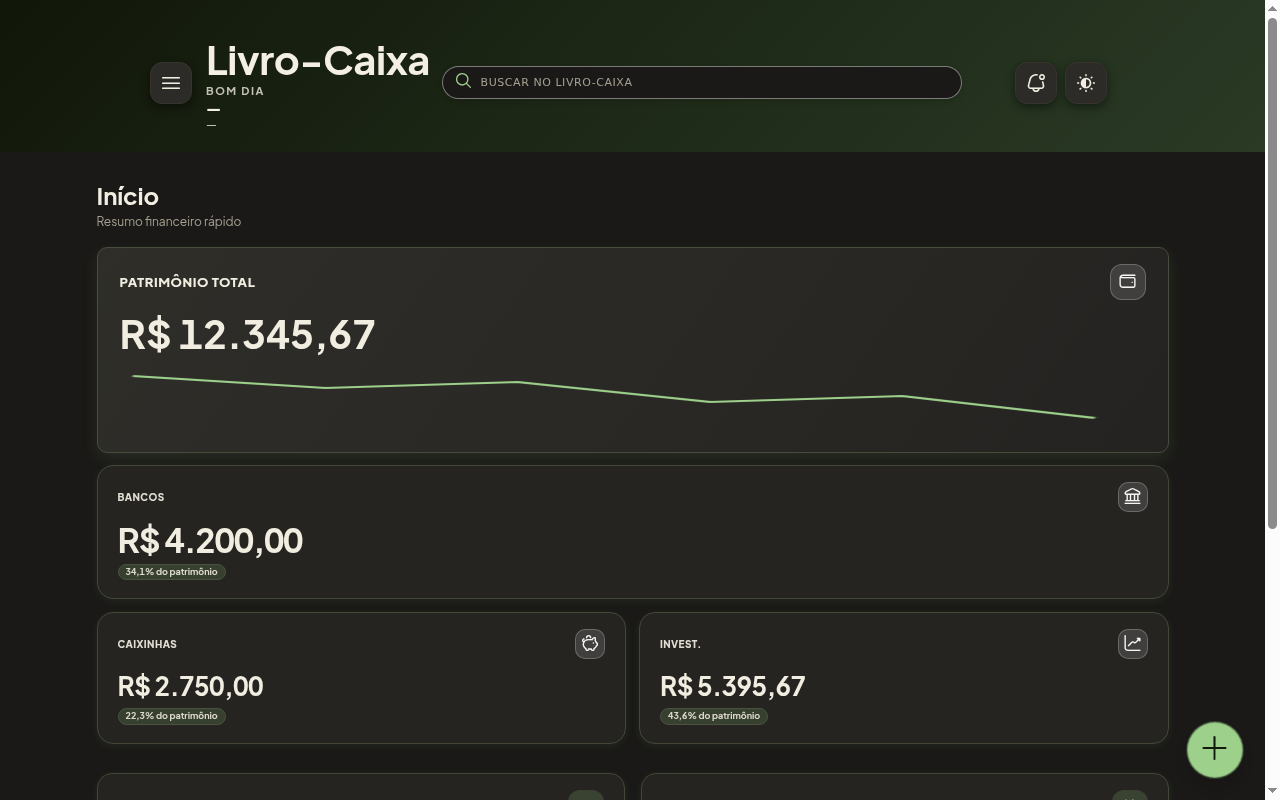 Livro-Caixa
BOM DIA
—
—
BUSCAR NO LIVRO-CAIXA
Início
Resumo financeiro rápido
PATRIMÔNIO TOTAL
R$ 12.345,67
BANCOS
R$ 4.200,00
34,1% do patrimônio
CAIXINHAS
R$ 2.750,00
22,3% do patrimônio
INVEST.
R$ 5.395,67
43,6% do patrimônio